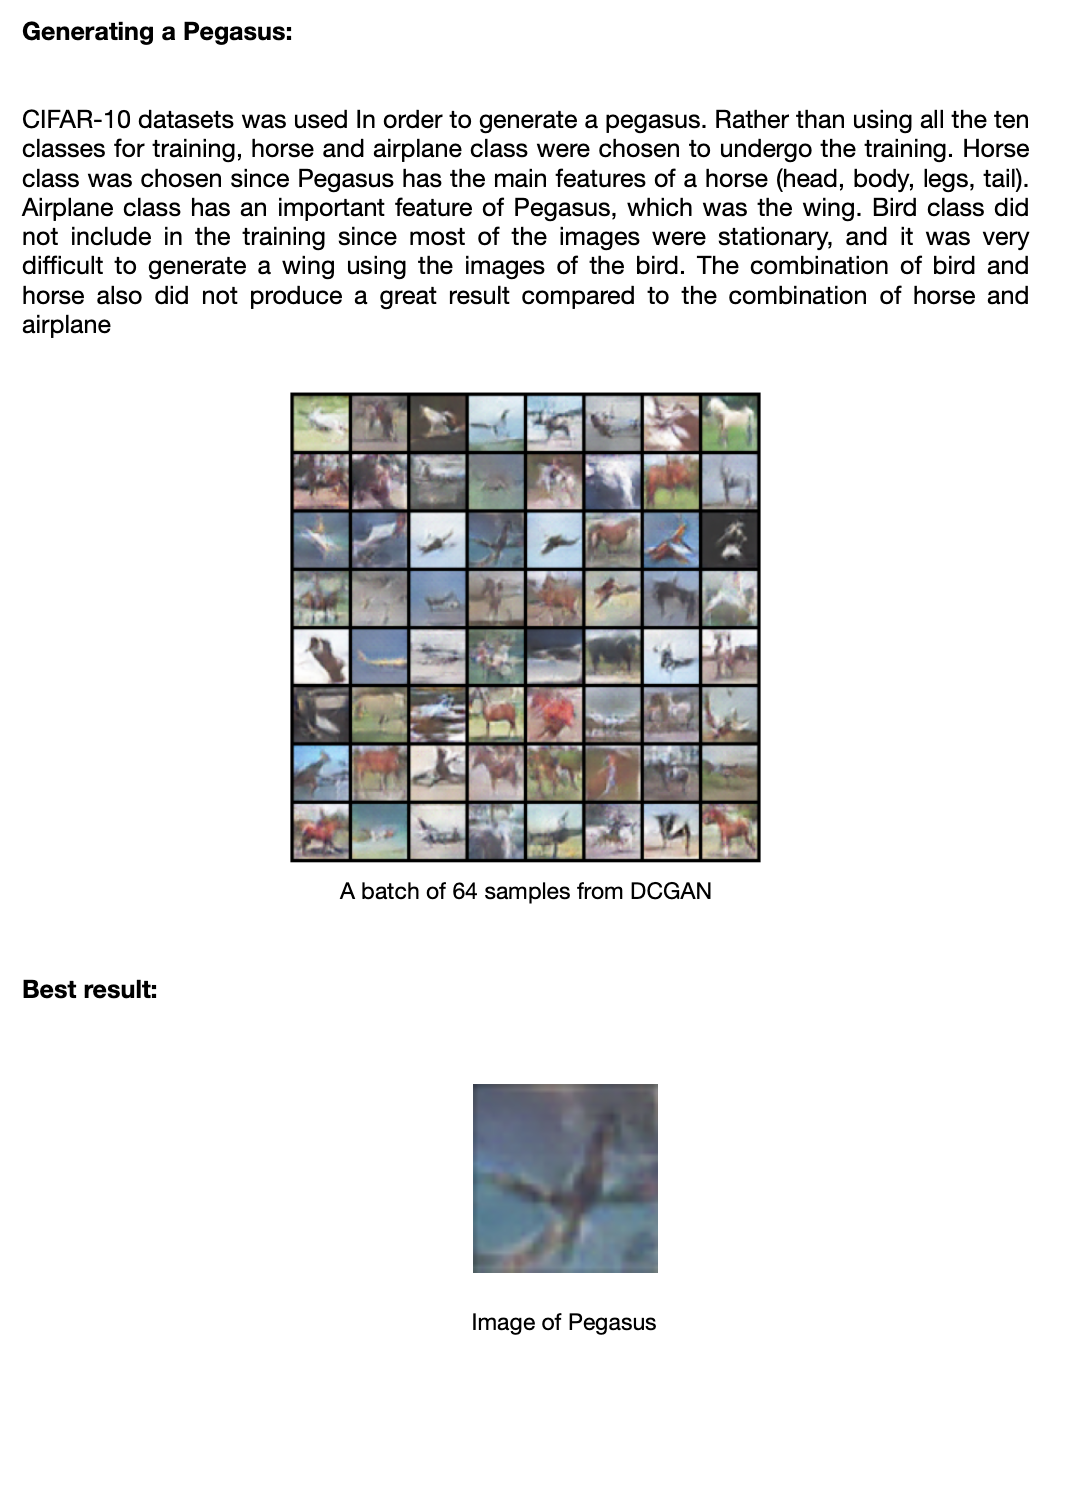 Generating a Pegasus:
CIFAR-10 datasets was used In order to generate a pegasus. Rather than using all the ten
classes for training, horse and airplane class were chosen to undergo the training. Horse
class was chosen since Pegasus has the main features of a horse (head, body, legs, tail).
Airplane class has an important feature of Pegasus, which was the wing. Bird class did
not include in the training since most of the images were stationary, and it was very
difficult to generate a wing using the images of the bird. The combination of bird and
horse also did not produce a great result compared to the combination of horse and
airplane
A batch of 64 samples from DCGAN
Best result:
Image of Pegasus